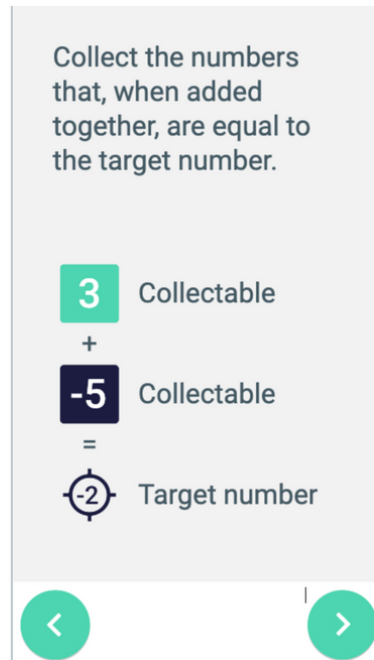 Collect the numbers
that, when added
together, are equal to
the target number.
3 Collectable
+
-5 Collectable
=
-2 Target number